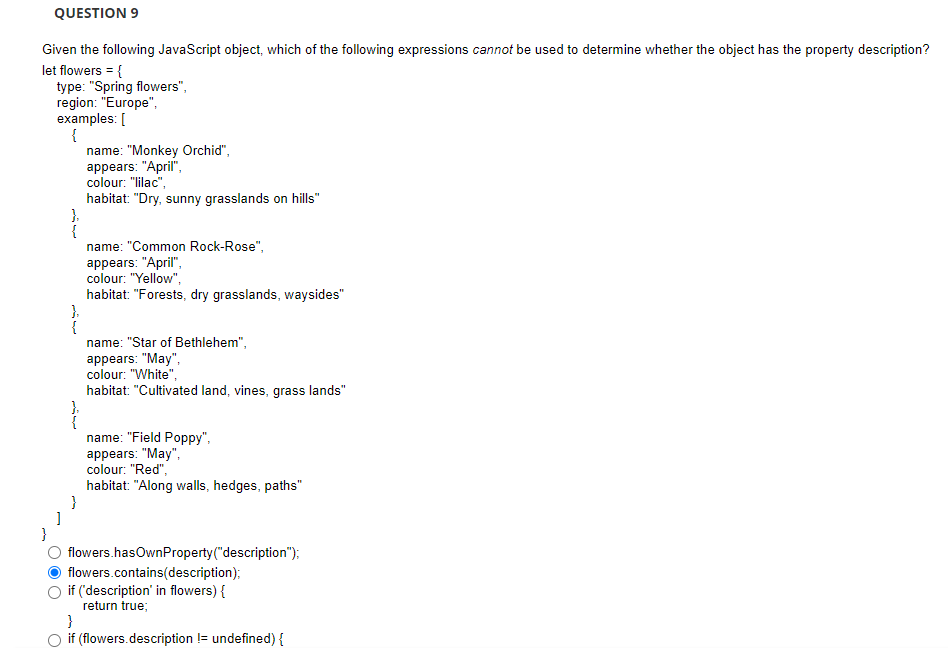 QUESTION 9
Given the following JavaScript object, which of the following expressions cannot be used to determine whether the object has the property description?
let flowers = {
type: "Spring flowers",
region: "Europe",
examples: [
{
name: "Monkey Orchid",
appears: "April",
colour: "lilac",
habitat: "Dry, sunny grasslands on hills"
},
{
name: "Common Rock-Rose",
appears: "April",
colour: "Yellow",
habitat: "Forests, dry grasslands, waysides"
},
{
name: "Star of Bethlehem",
appears: "May",
colour: "White",
habitat: "Cultivated land, vines, grass lands"
},
{
name: "Field Poppy",
appears: "May",
colour: "Red",
habitat: "Along walls, hedges, paths"
}
]
}
flowers.hasOwnProperty("description");
flowers.contains(description);
if ('description' in flowers) {
return true;
}
if (flowers.description != undefined) {